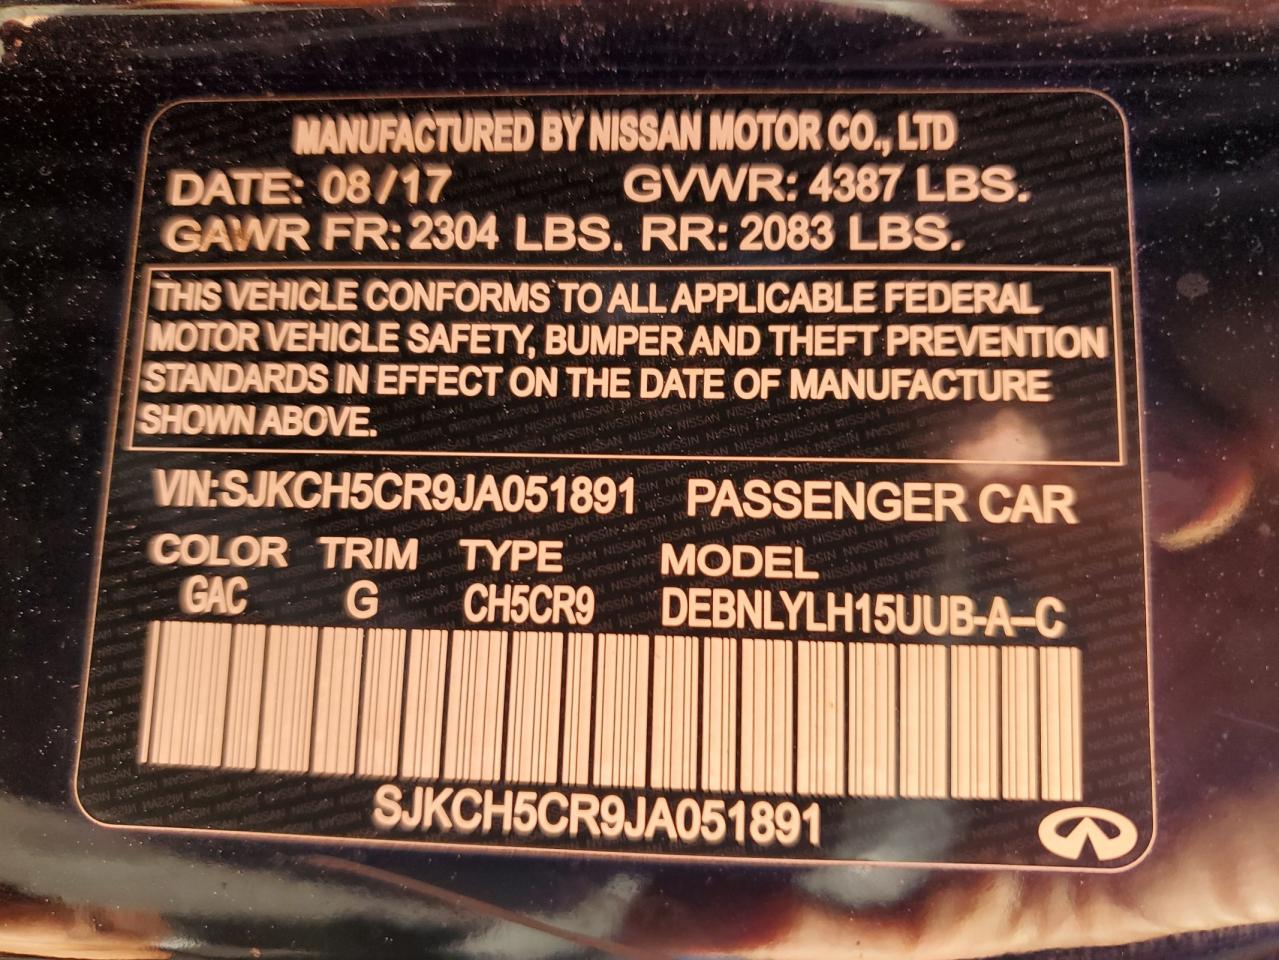 MANUFACTURED BY NISSAN MOTOR CO., LTD
DATE: 08/17 GVWR: 4387 LBS.
GAWR FR: 2304 LBS. RR: 2083 LBS.
THIS VEHICLE CONFORMS TO ALL APPLICABLE FEDERAL
MOTOR VEHICLE SAFETY, BUMPER AND THEFT PREVENTION
STANDARDS IN EFFECT ON THE DATE OF MANUFACTURE
SHOWN ABOVE.
VIN:SJKCH5CR9JA051891 PASSENGER CAR
COLOR TRIM TYPE MODEL
GAC G CH5CR9 DEBNLYLH15UUB-A-C
SJKCH5CR9JA051891